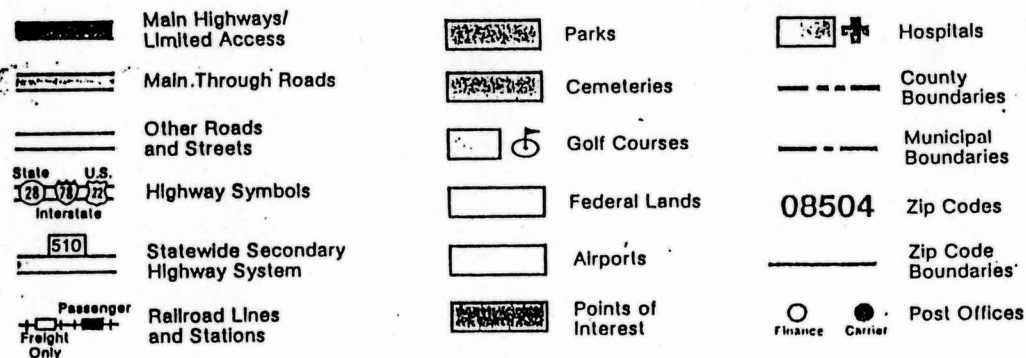 Main Highways/
Limited Access
Main Through Roads
Other Roads
and Streets
State U.S.
28 78 22
Interstate
Highway Symbols
510
Statewide Secondary
Highway System
Passenger
Freight
Only
Railroad Lines
and Stations
Parks
Cemeteries
Golf Courses
Federal Lands
Airports
Points of
Interest
Hospitals
County
Boundaries
Municipal
Boundaries
08504 Zip Codes
Zip Code
Boundaries
Finance Carrier
Post Offices